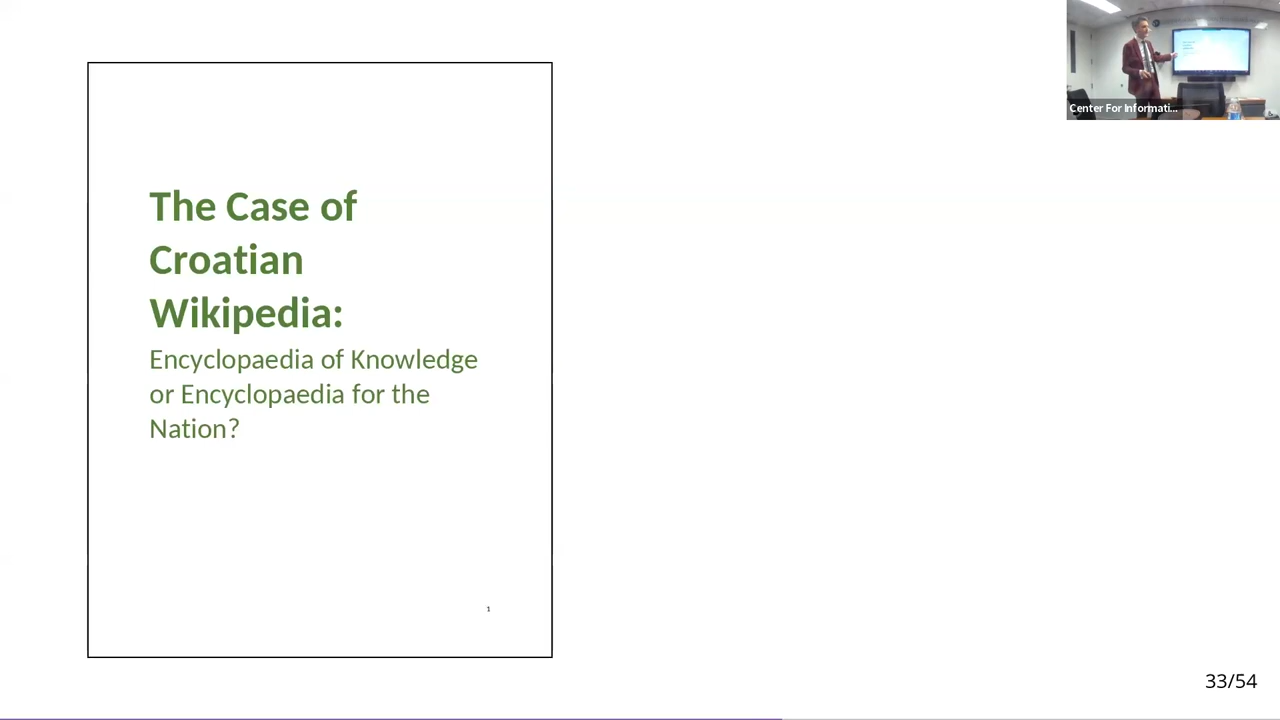 Center For Informati...
The Case of
Croatian
Wikipedia:
Encyclopaedia of Knowledge
or Encyclopaedia for the
Nation?
1
33/54